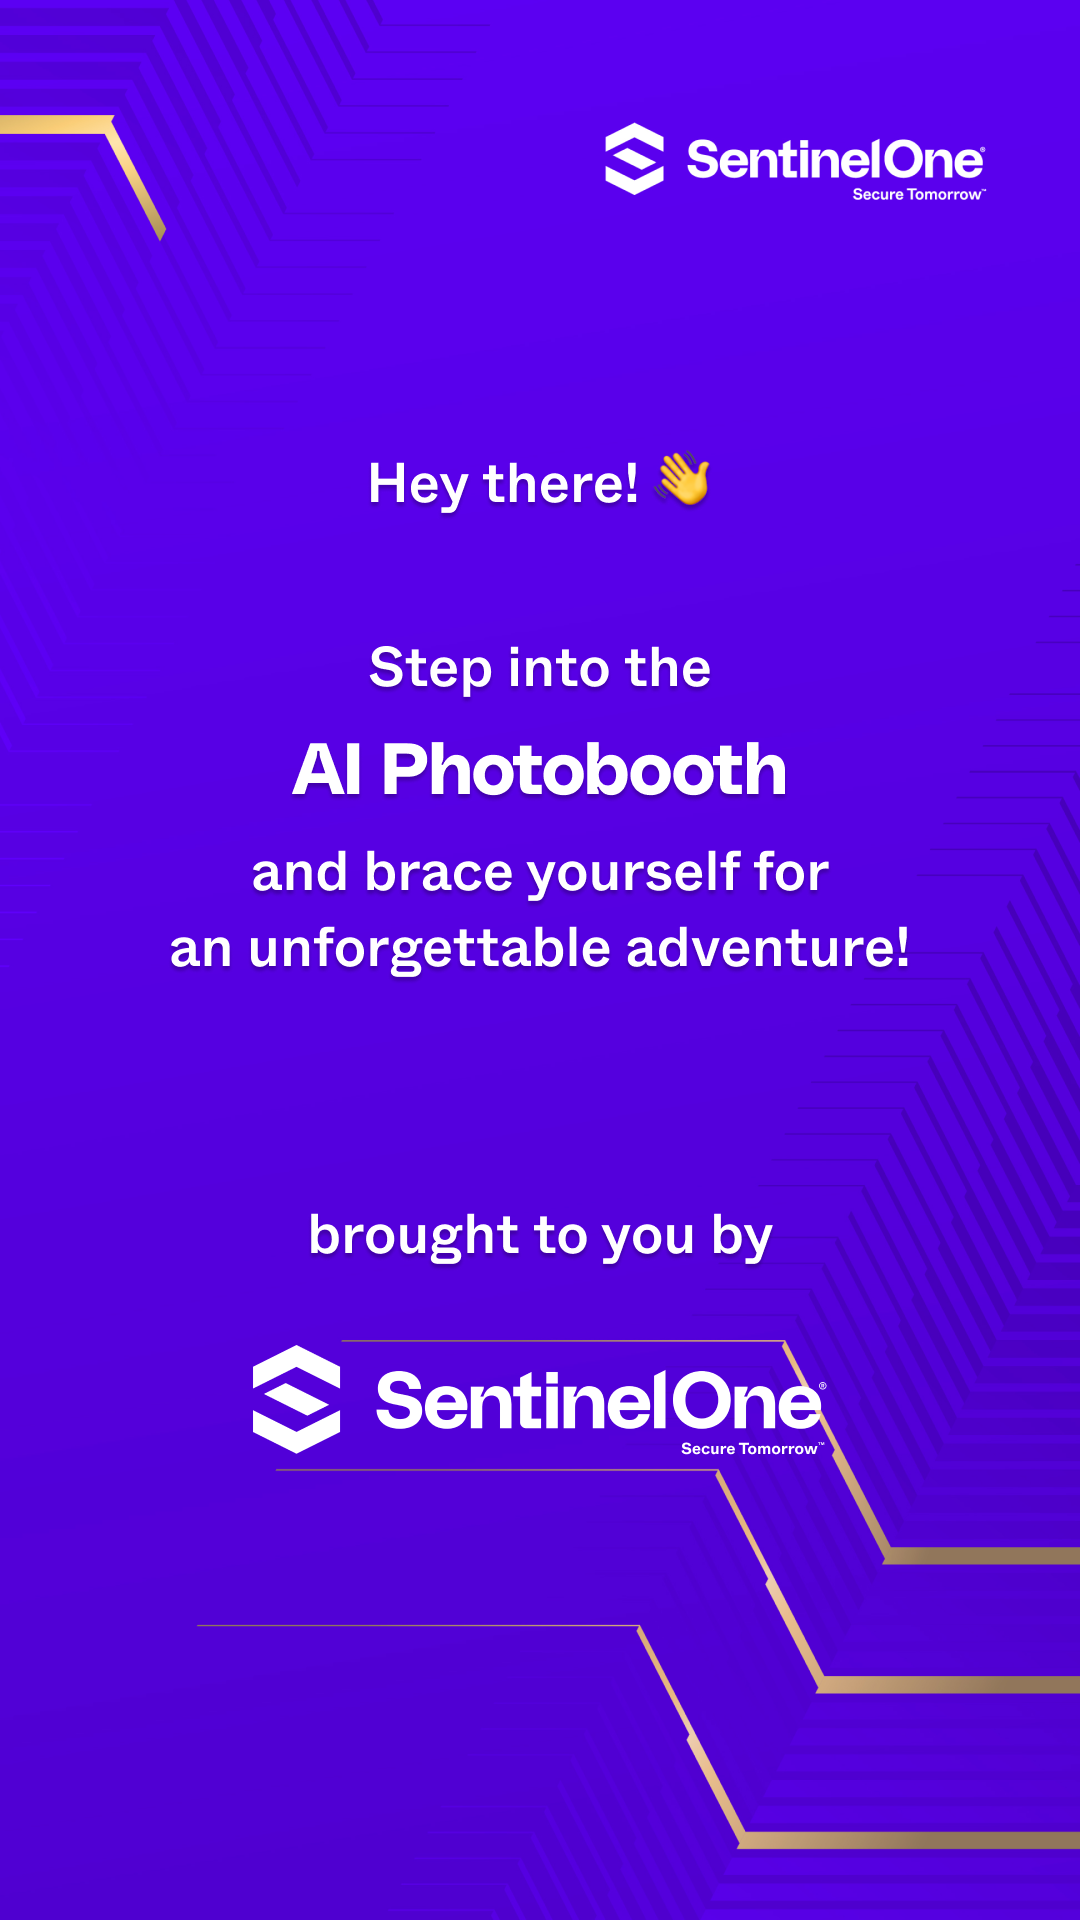 SentinelOne®
Secure Tomorrow™
Hey there! 👋
Step into the
AI Photobooth
and brace yourself for
an unforgettable adventure!
brought to you by
SentinelOne®
Secure Tomorrow™